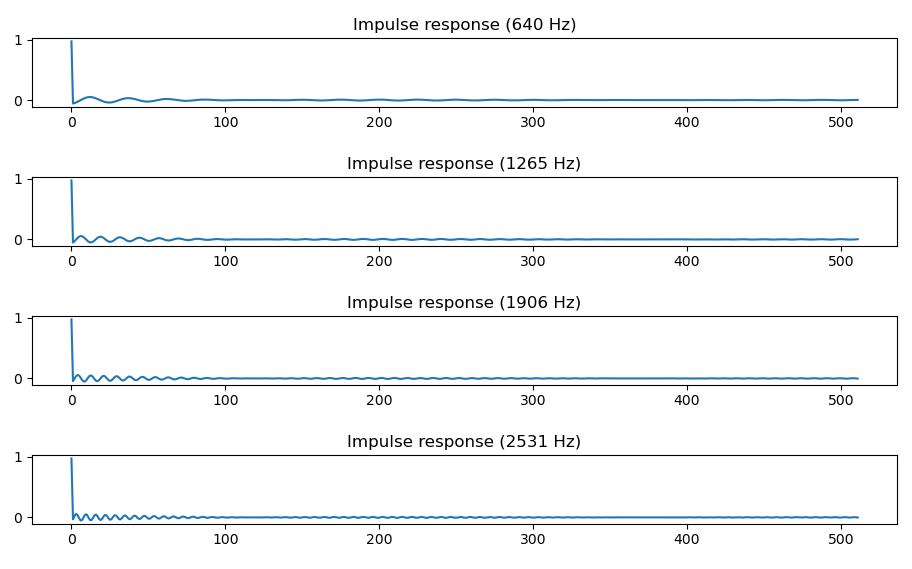 Impulse response (640 Hz)
1
0
0 100 200 300 400 500
Impulse response (1265 Hz)
1
0
0 100 200 300 400 500
Impulse response (1906 Hz)
1
0
0 100 200 300 400 500
Impulse response (2531 Hz)
1
0
0 100 200 300 400 500